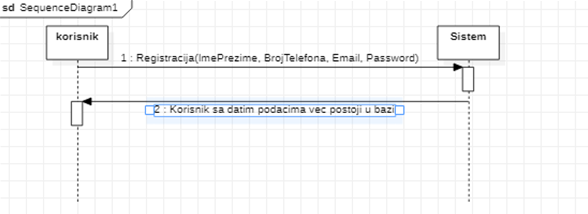 sd SequenceDiagram1
korisnik
Sistem
1 : Registracija(ImePrezime, BrojTelefona, Email, Password)
2 : Korisnik sa datim podacima vec postoji u bazi